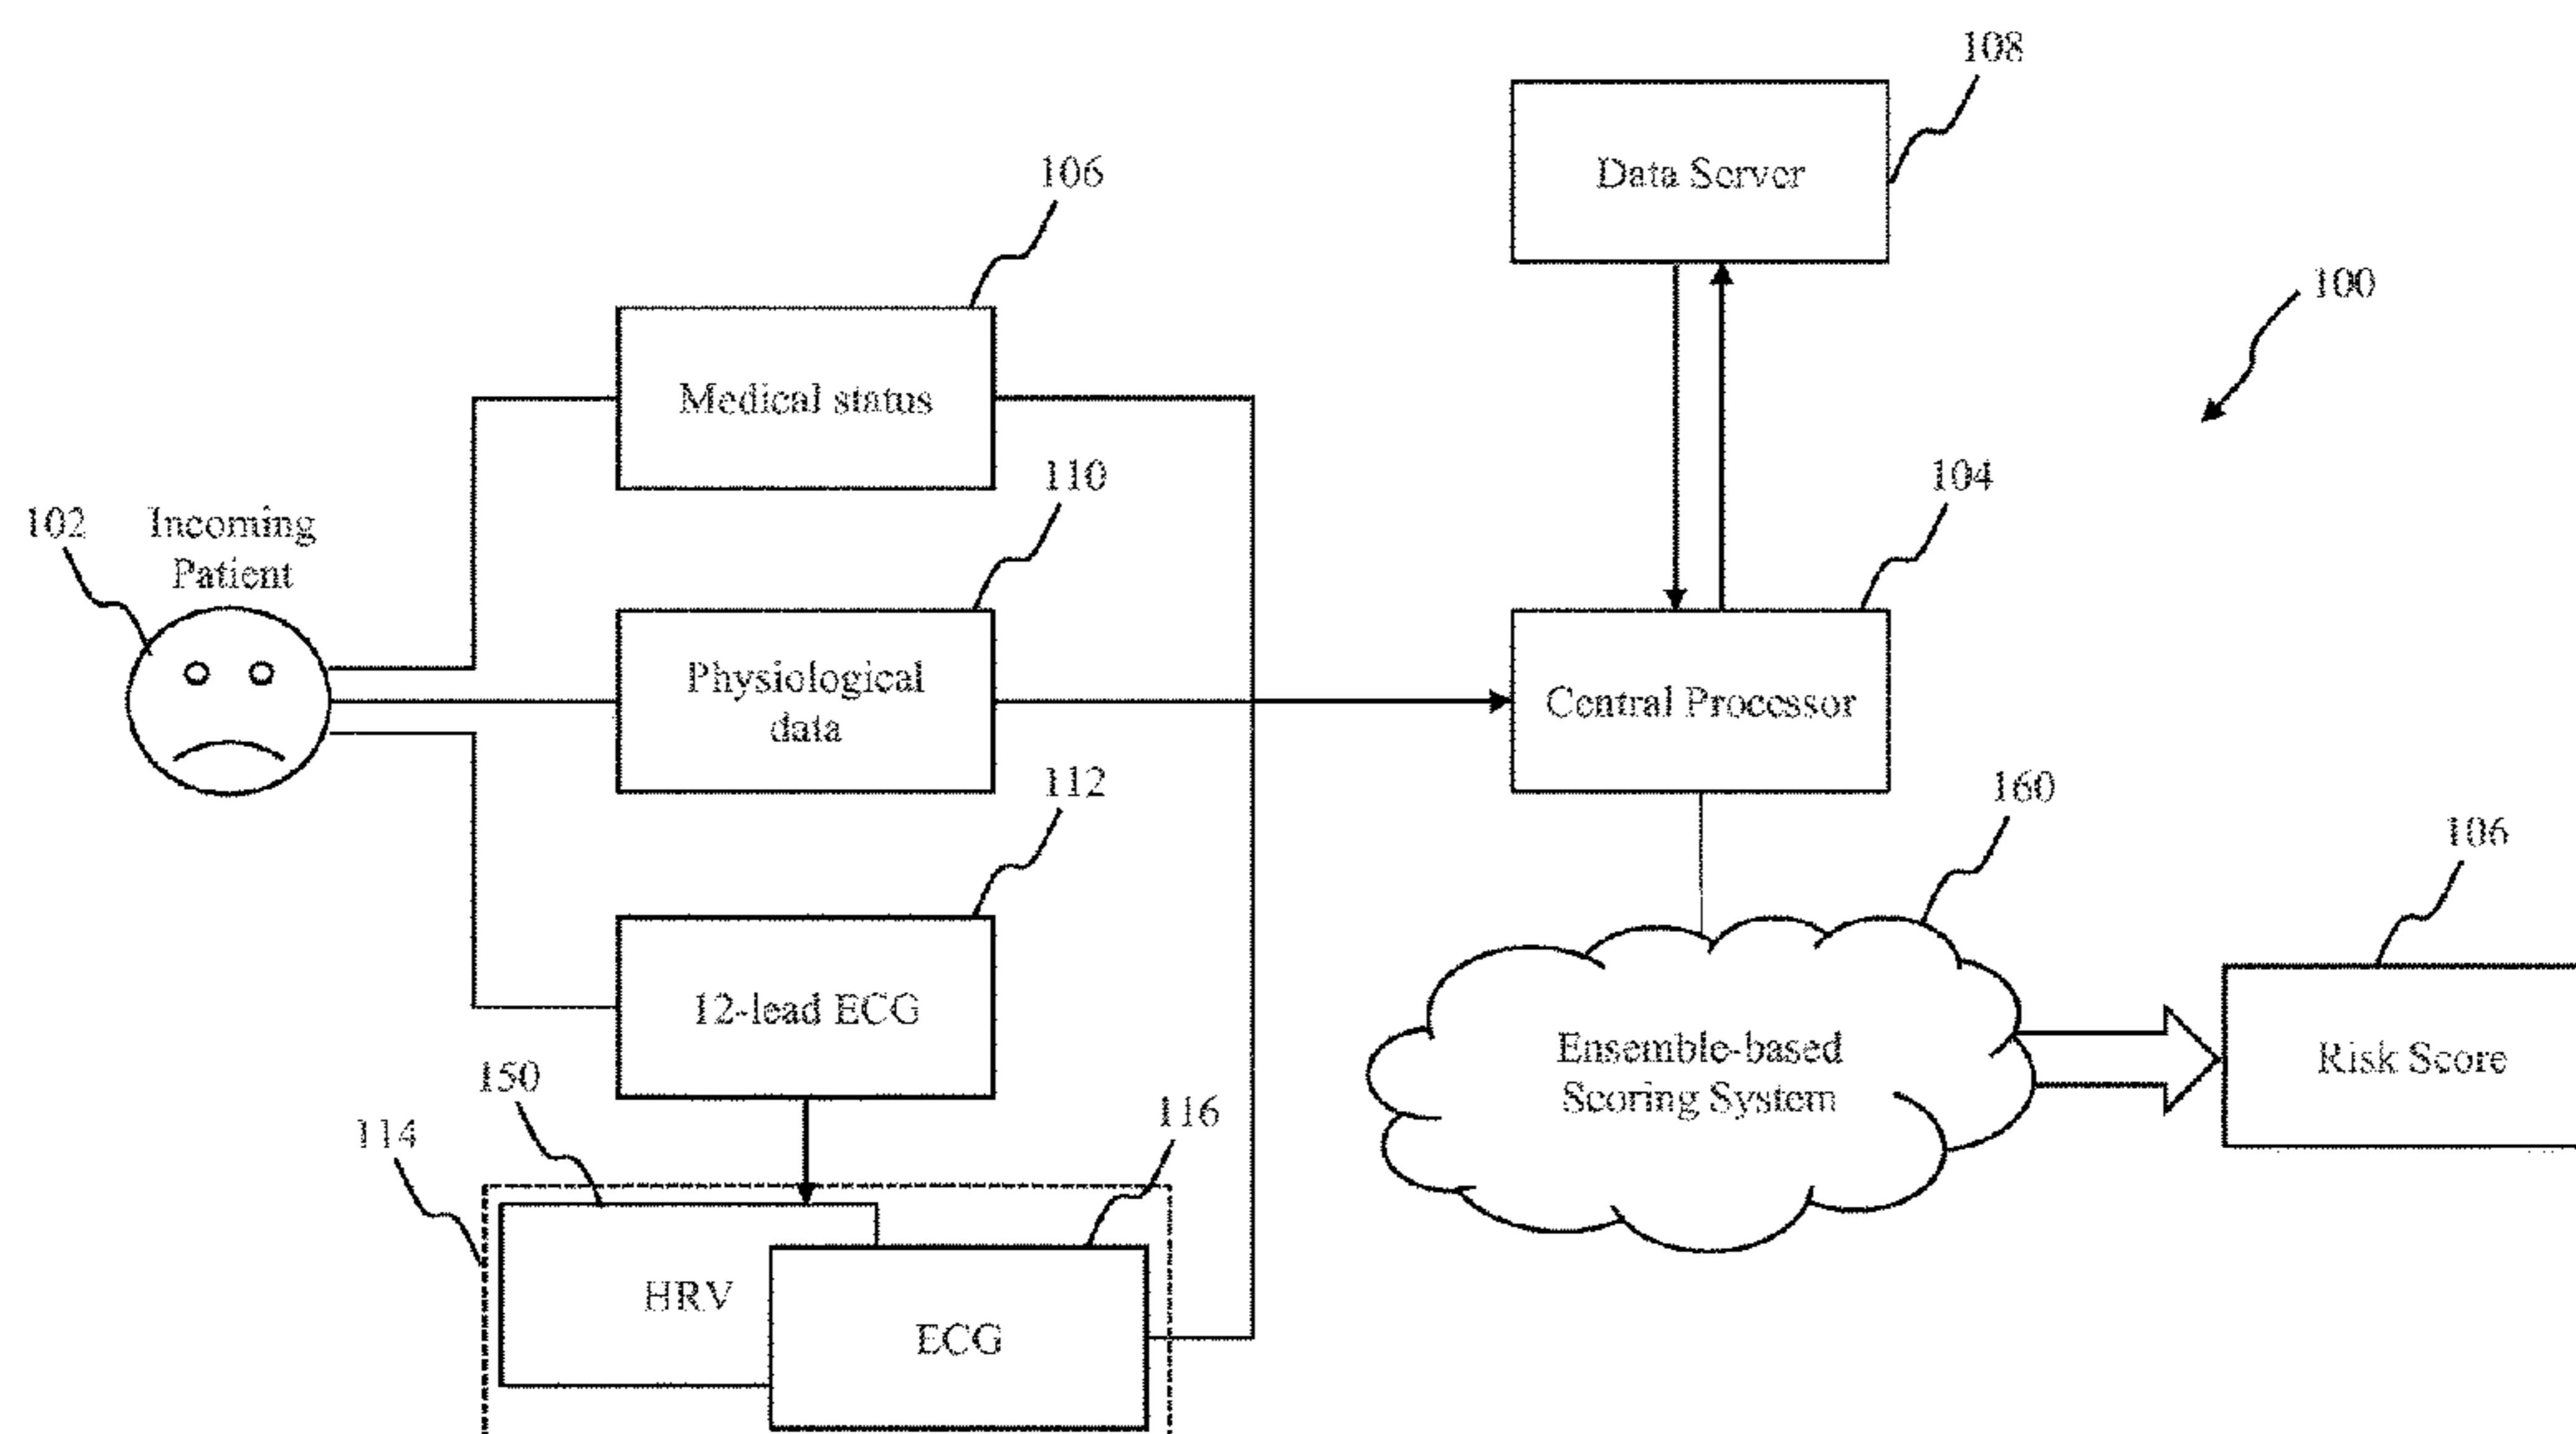 108
Data Server
106
100
Medical status
110
104
102
Incoming
Patient
Physiological
data
Central Processor
112
160
106
12-lead ECG
Ensemble-based
Scoring System
Risk Score
150
116
114
HRV
ECG